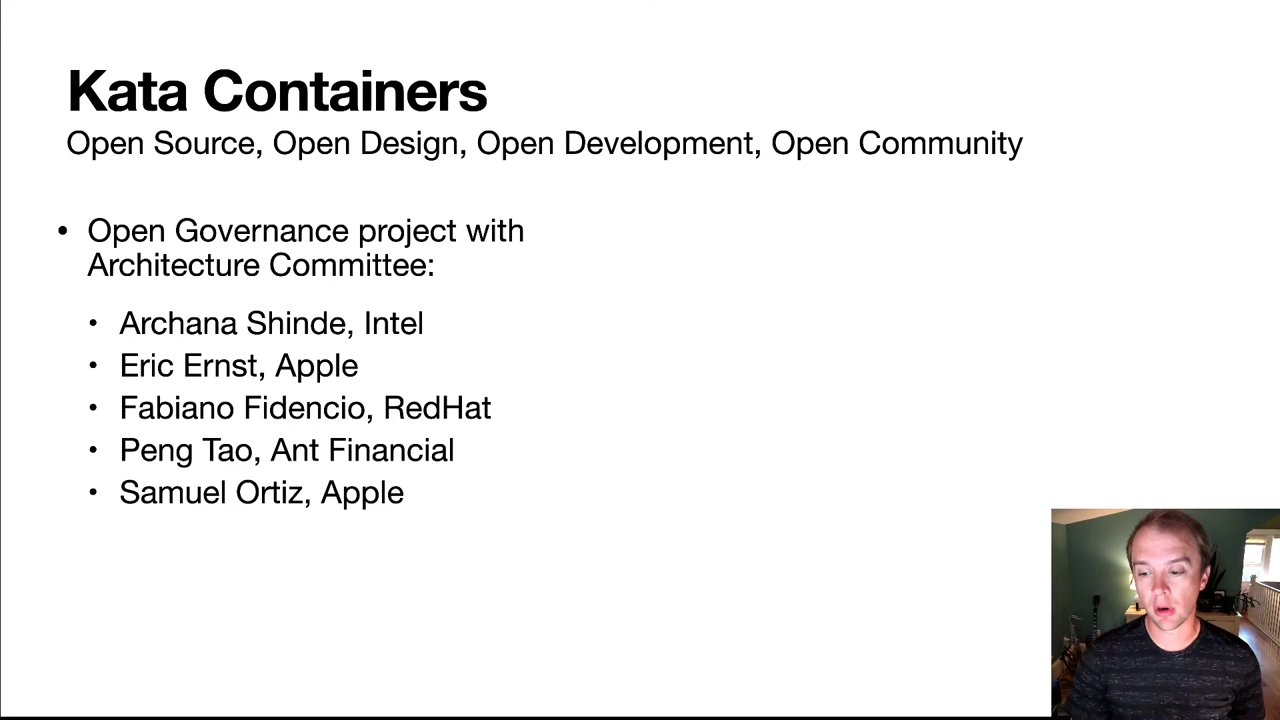 Kata Containers
Open Source, Open Design, Open Development, Open Community
• Open Governance project with
Architecture Committee:
• Archana Shinde, Intel
• Eric Ernst, Apple
• Fabiano Fidencio, RedHat
• Peng Tao, Ant Financial
• Samuel Ortiz, Apple